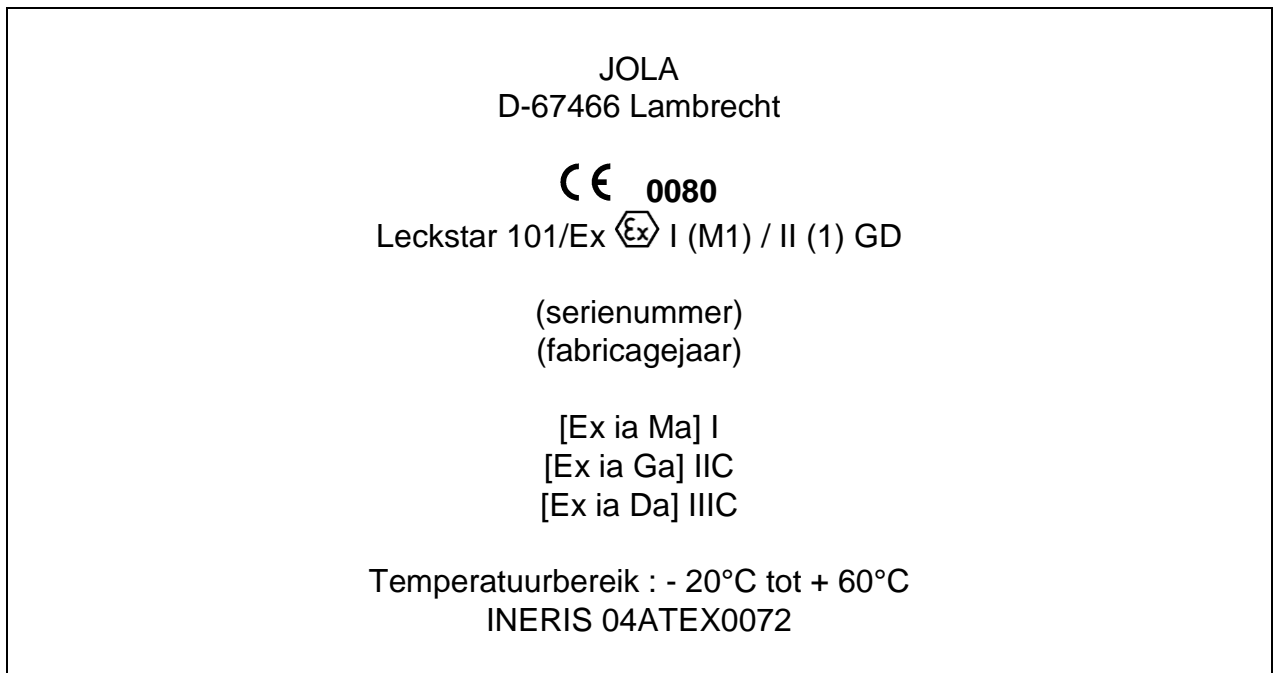 JOLA
D-67466 Lambrecht
CE 0080
Leckstar 101/Ex Ex I (M1) / II (1) GD
(serienummer)
(fabricagejaar)
[Ex ia Ma] I
[Ex ia Ga] IIC
[Ex ia Da] IIIC
Temperatuurbereik : - 20°C tot + 60°C
INERIS 04ATEX0072